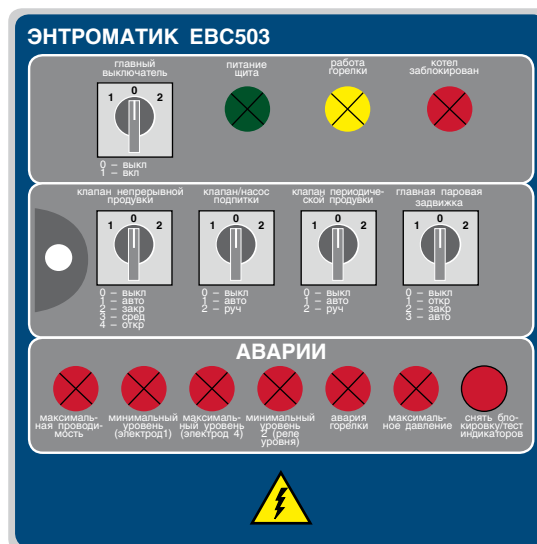 ЭНТРОМАТИК EBC503
главный выключатель
1 0 2
0 – выкл
1 – вкл
питание щита
работа горелки
котел заблокирован
клапан непрерывной продувки
1 0 2
0 – выкл
1 – авто
2 – закр
3 – сред
4 – откр
клапан/насос подпитки
1 0 2
0 – выкл
1 – авто
2 – руч
клапан периодиче-
ской продувки
1 0 2
0 – выкл
1 – авто
2 – руч
главная паровая задвижка
1 0 2
0 – выкл
1 – откр
2 – закр
3 – авто
АВАРИИ
максималь-
ная проводи-
мость
минимальный
уровень
(электрод1)
максималь-
ный уровень
(электрод 4)
минимальный
уровень
2 (реле
уровня)
авария
горелки
максималь-
ное давление
снять бло-
кировку/тест
индикаторов